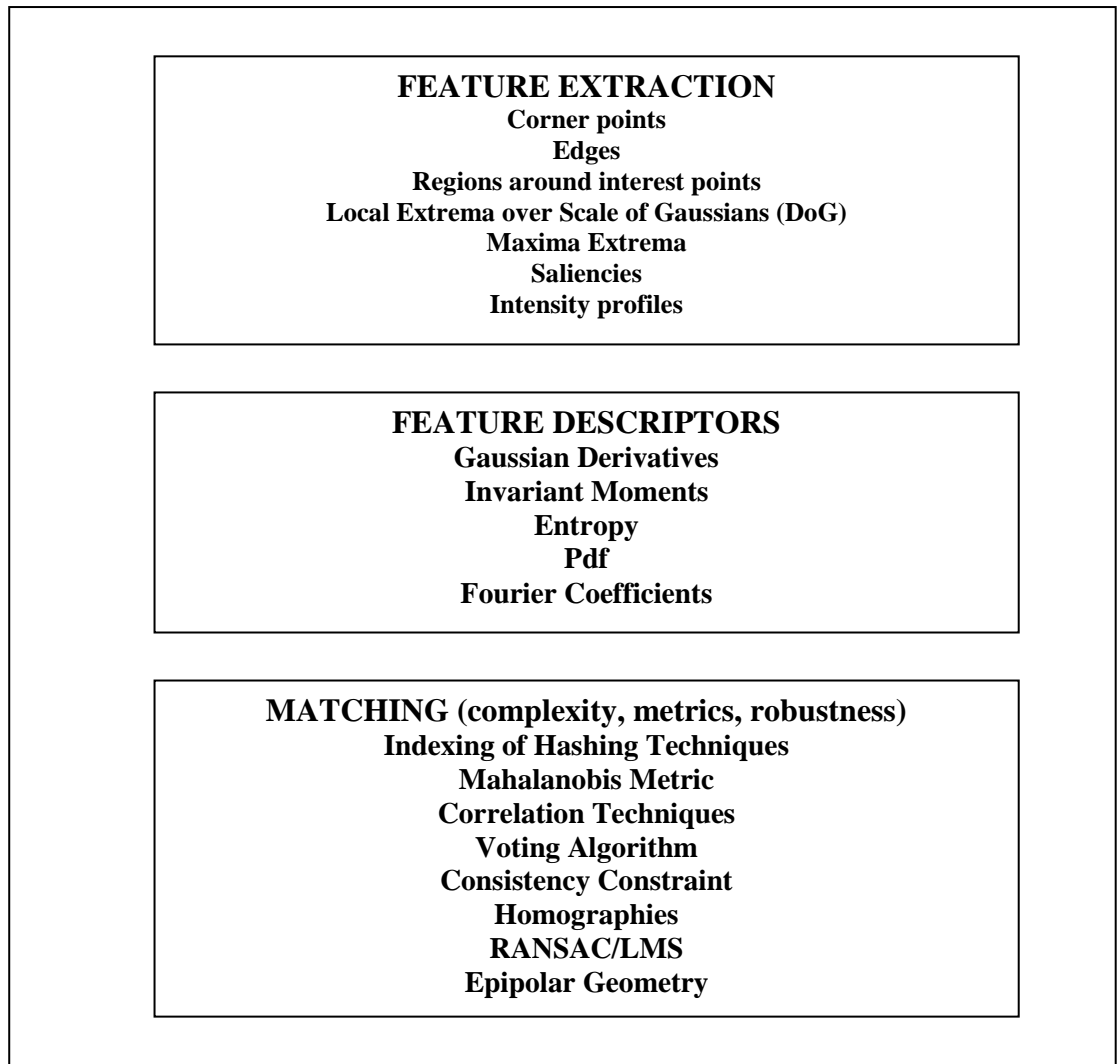 FEATURE EXTRACTION
Corner points
Edges
Regions around interest points
Local Extrema over Scale of Gaussians (DoG)
Maxima Extrema
Saliencies
Intensity profiles
FEATURE DESCRIPTORS
Gaussian Derivatives
Invariant Moments
Entropy
Pdf
Fourier Coefficients
MATCHING (complexity, metrics, robustness)
Indexing of Hashing Techniques
Mahalanobis Metric
Correlation Techniques
Voting Algorithm
Consistency Constraint
Homographies
RANSAC/LMS
Epipolar Geometry